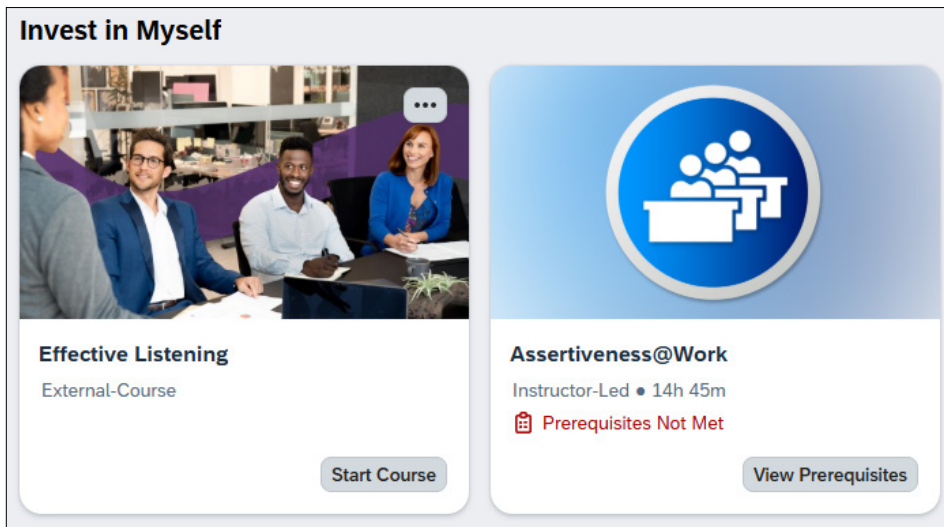 Invest in Myself
Effective Listening
External-Course
Start Course
Assertiveness@Work
Instructor-Led • 14h 45m
Prerequisites Not Met
View Prerequisites